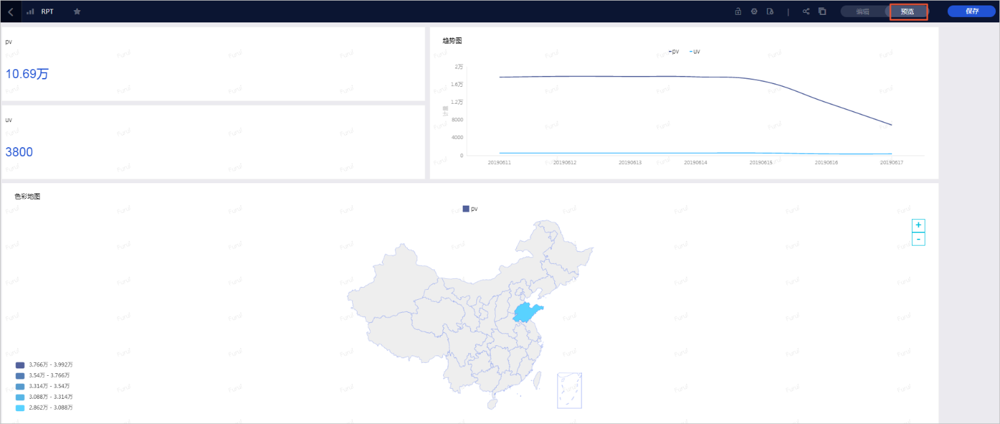 RPT
编辑
预览
保存
pv
10.69万
uv
3800
趋势图
pv
uv
2万
1.6万
1.2万
8000
4000
0
20190611
20190612
20190613
20190614
20190615
20190616
20190617
色彩地图
pv
+
-
3.766万 - 3.992万
3.54万 - 3.766万
3.314万 - 3.54万
3.088万 - 3.314万
2.862万 - 3.088万